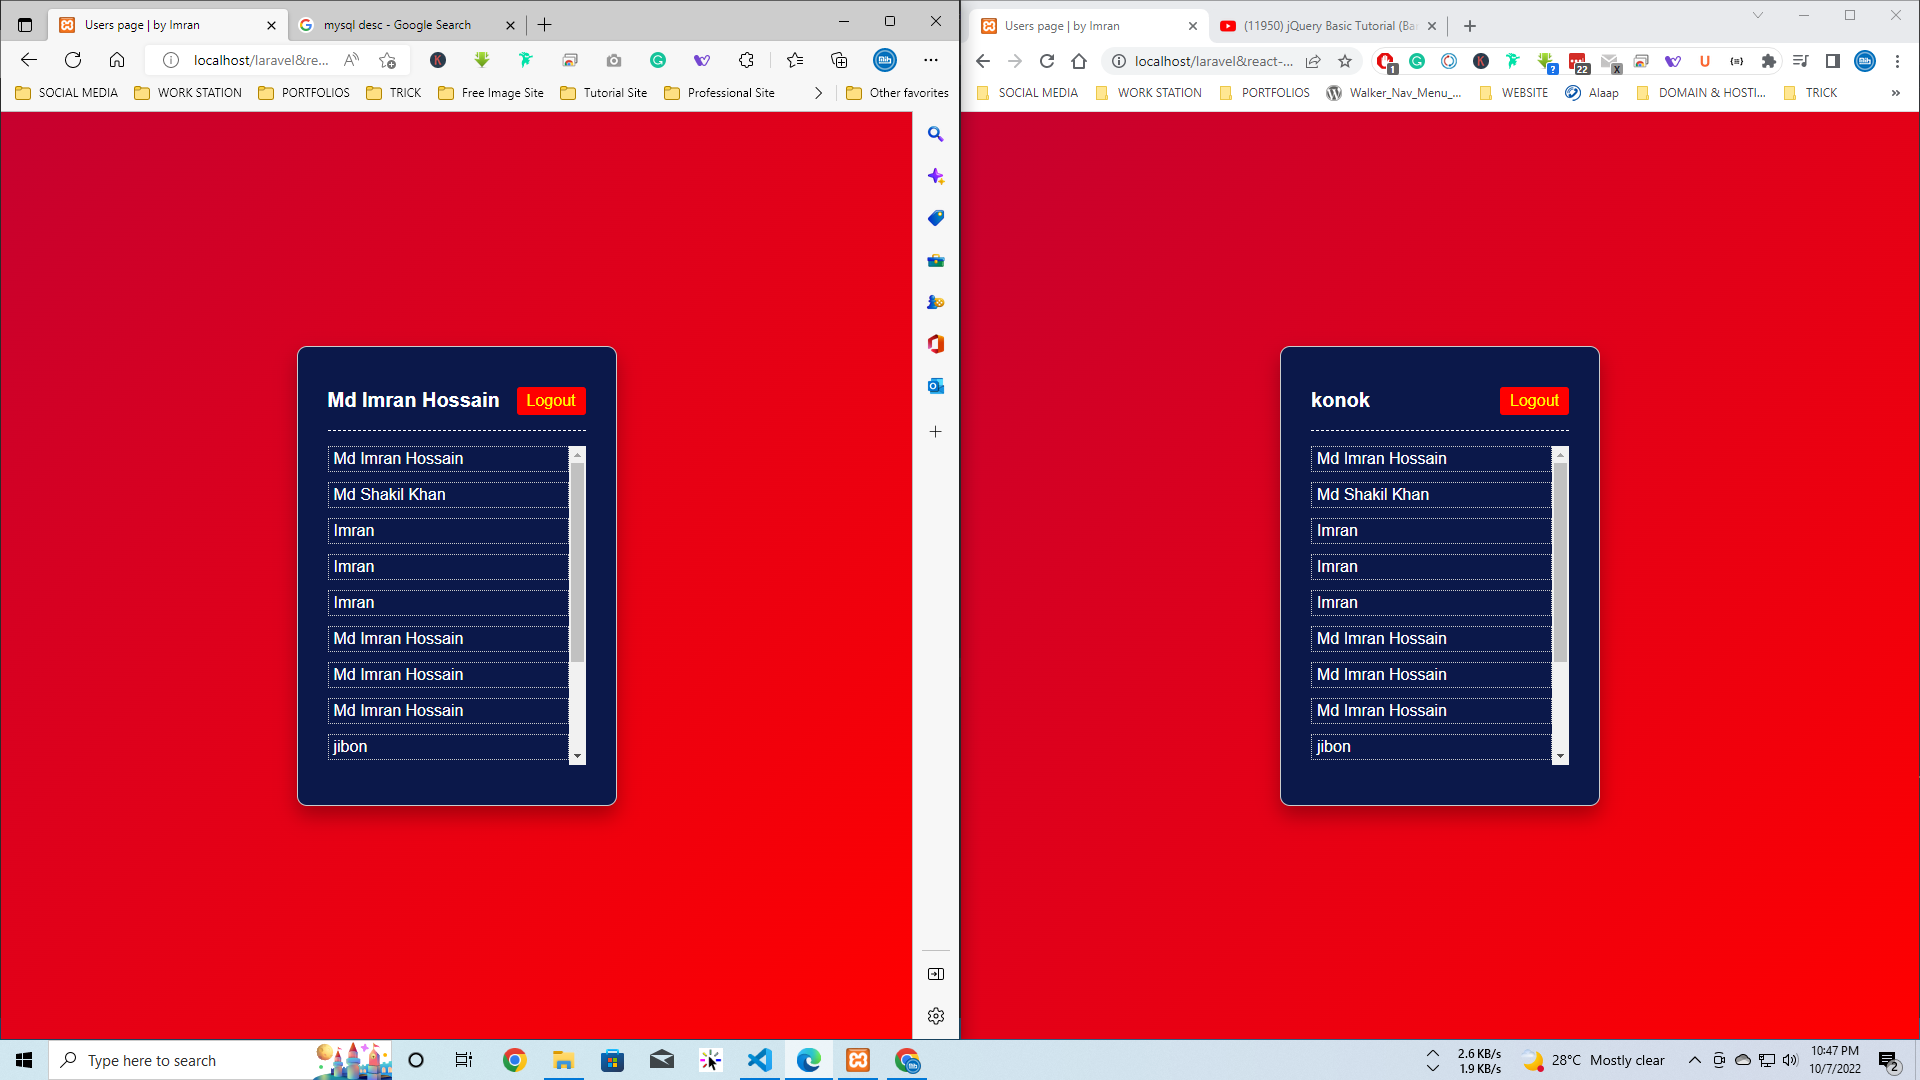 Users page | by Imran
mysql desc - Google Search
localhost/laravel&re...
SOCIAL MEDIA
WORK STATION
PORTFOLIOS
TRICK
Free Image Site
Tutorial Site
Professional Site
Other favorites
Md Imran Hossain
Logout
Md Imran Hossain
Md Shakil Khan
Imran
Imran
Imran
Md Imran Hossain
Md Imran Hossain
Md Imran Hossain
jibon
Users page | by Imran
(11950) jQuery Basic Tutorial (Ba
localhost/laravel&react-...
1
22
X
SOCIAL MEDIA
WORK STATION
PORTFOLIOS
Walker_Nav_Menu_...
WEBSITE
Alaap
DOMAIN & HOSTI...
TRICK
konok
Logout
Md Imran Hossain
Md Shakil Khan
Imran
Imran
Imran
Md Imran Hossain
Md Imran Hossain
Md Imran Hossain
jibon
Type here to search
2.6 KB/s
1.9 KB/s
28°C Mostly clear
10:47 PM
10/7/2022
2